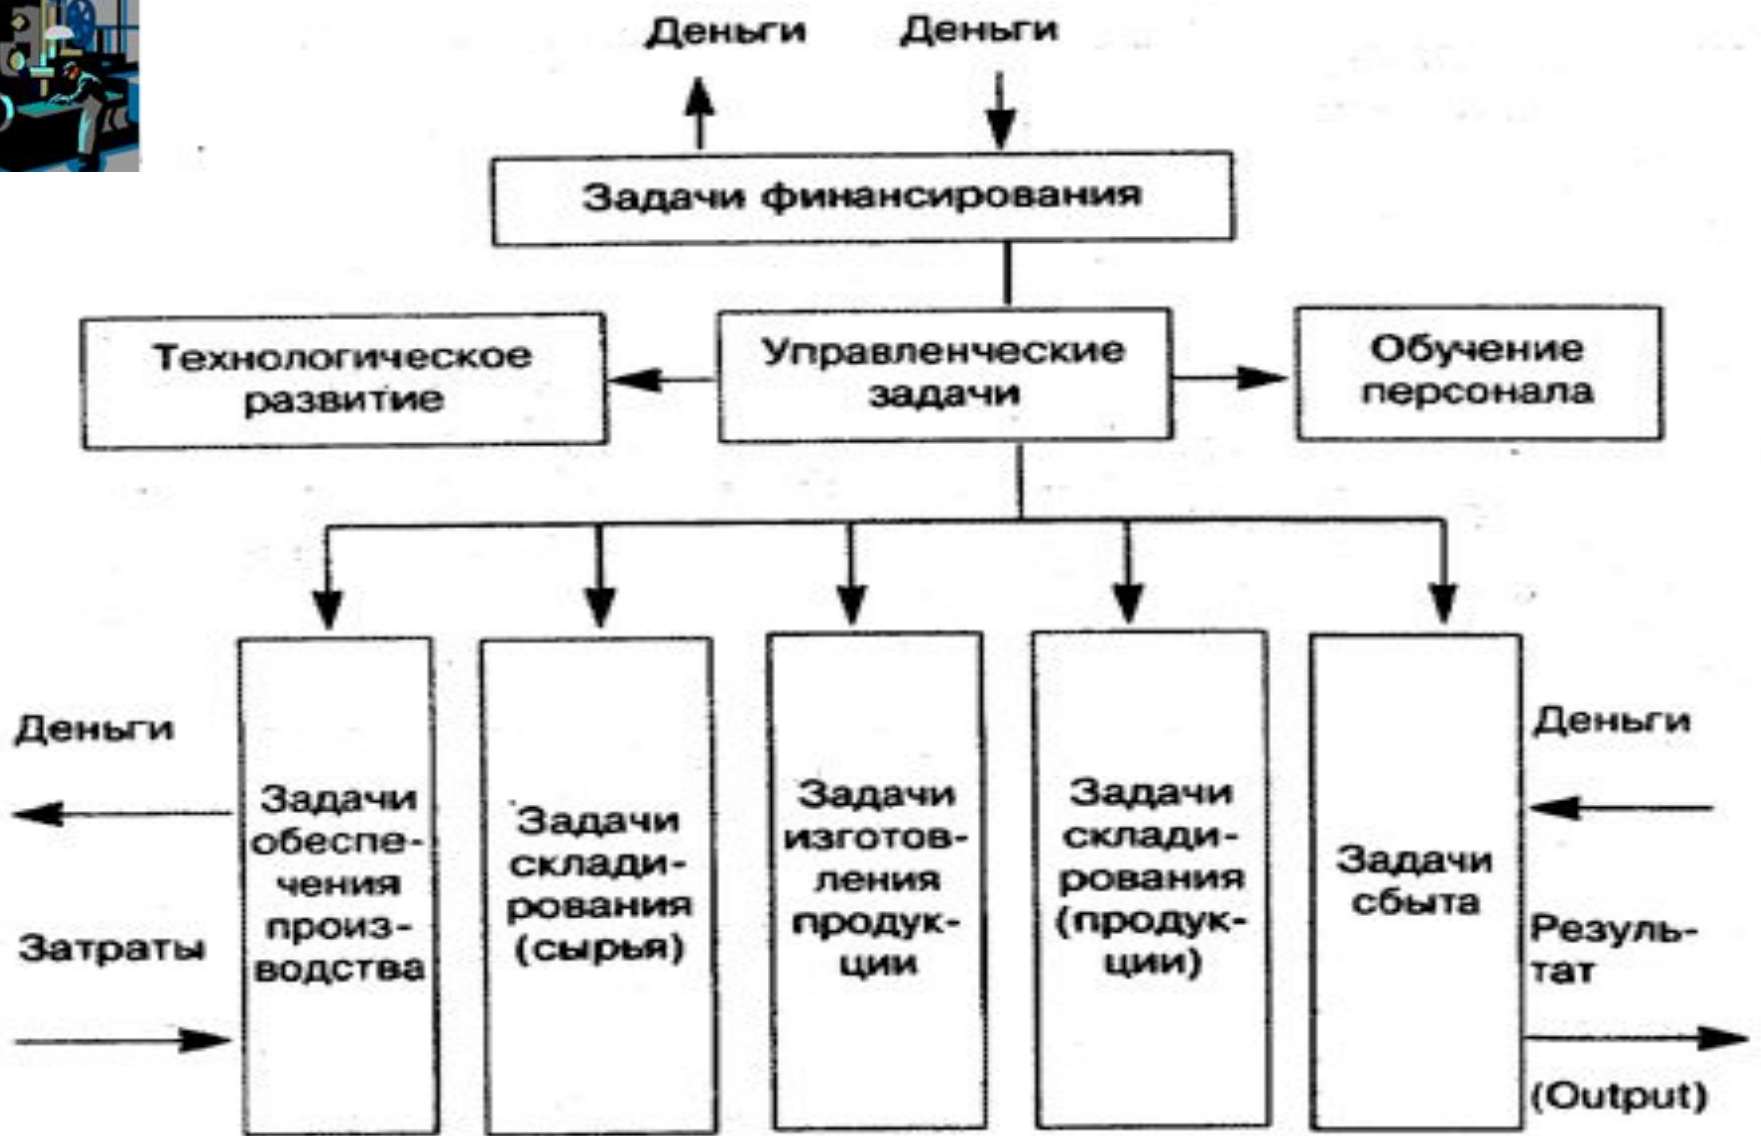 Деньги
Деньги
Задачи финансирования
Технологическое
развитие
Управленческие
задачи
Обучение
персонала
Деньги
Затраты
Задачи
обеспе-
чения
произ-
водства
Задачи
склади-
рования
(сырья)
Задачи
изготов-
ления
продук-
ции
Задачи
склади-
рования
(продук-
ции)
Задачи
сбыта
Деньги
Резуль-
тат
(Output)